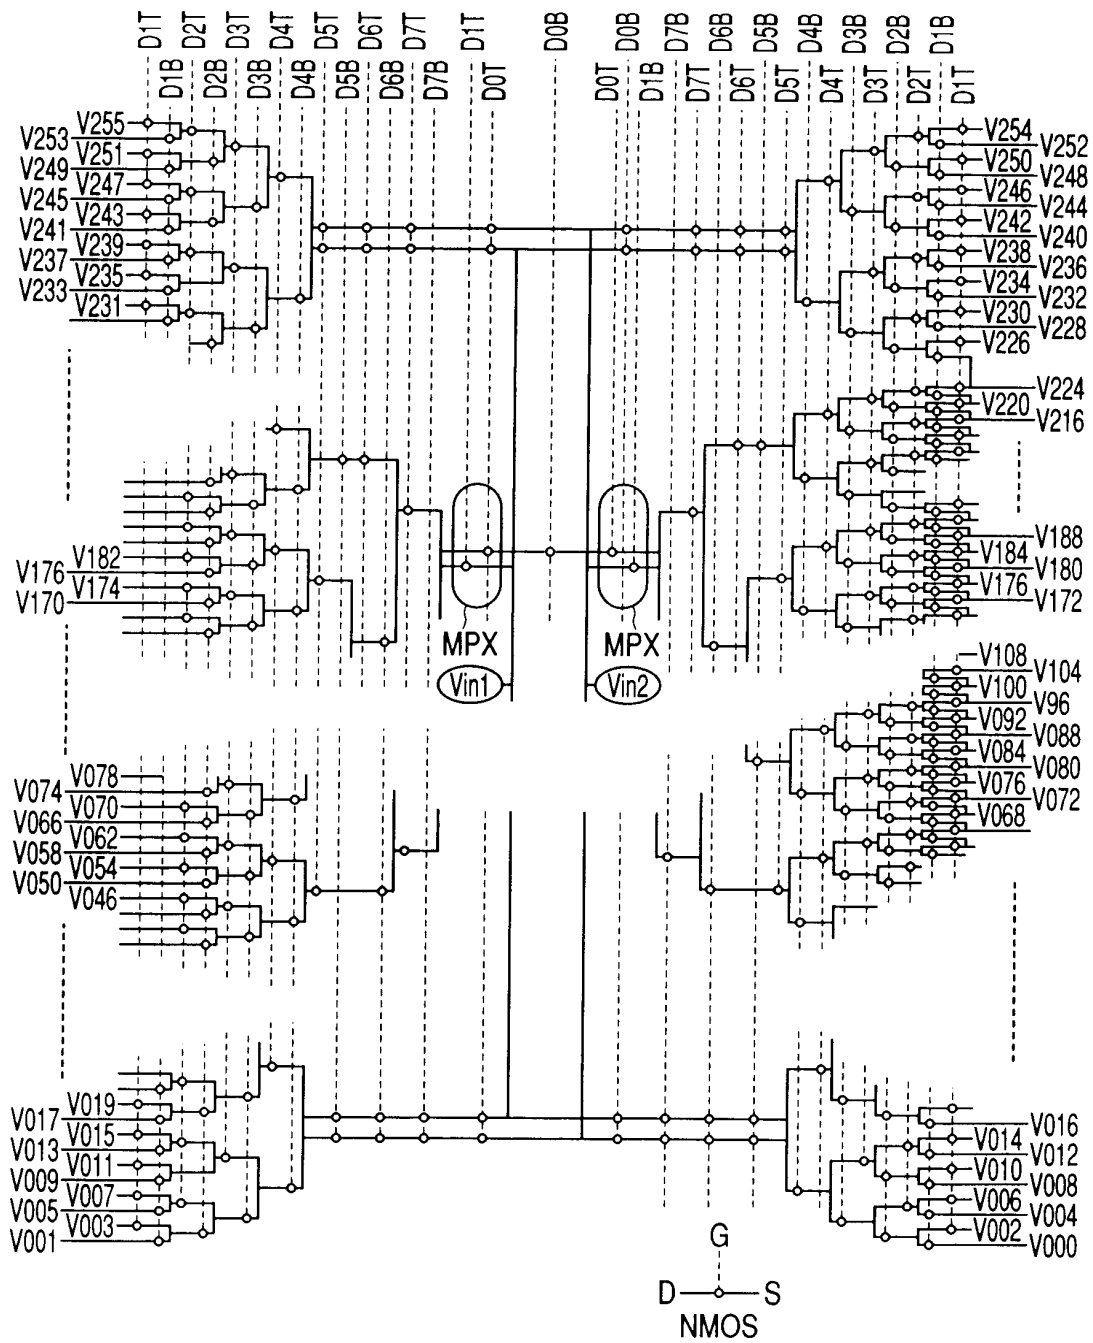 D1T D2T D3T D4T D5T D6T D7T D1T D0B D0B D7B D6B D5B D4B D3B D2B D1B
D1B D2B D3B D4B D5B D6B D7B D0T D0T D1B D7T D6T D5T D4T D3T D2T D1T
V255 V254
V253 V252
V251 V250
V249 V248
V247 V246
V245 V244
V243 V242
V241 V240
V239 V238
V237 V236
V235 V234
V233 V232
V231 V230
V228
V226
V224
V220
V216
V188
V182 V184
V176 V180
V174 V176
V170 V172
MPX MPX
Vin1 Vin2
V108
V104
V100
V96
V092
V088
V084
V078 V080
V074 V076
V070 V072
V066 V068
V062
V058
V054
V050
V046
V019
V017 V016
V015 V014
V013 V012
V011 V010
V009 V008
V007 V006
V005 V004
V003 V002
V001 V000
G
D S
NMOS